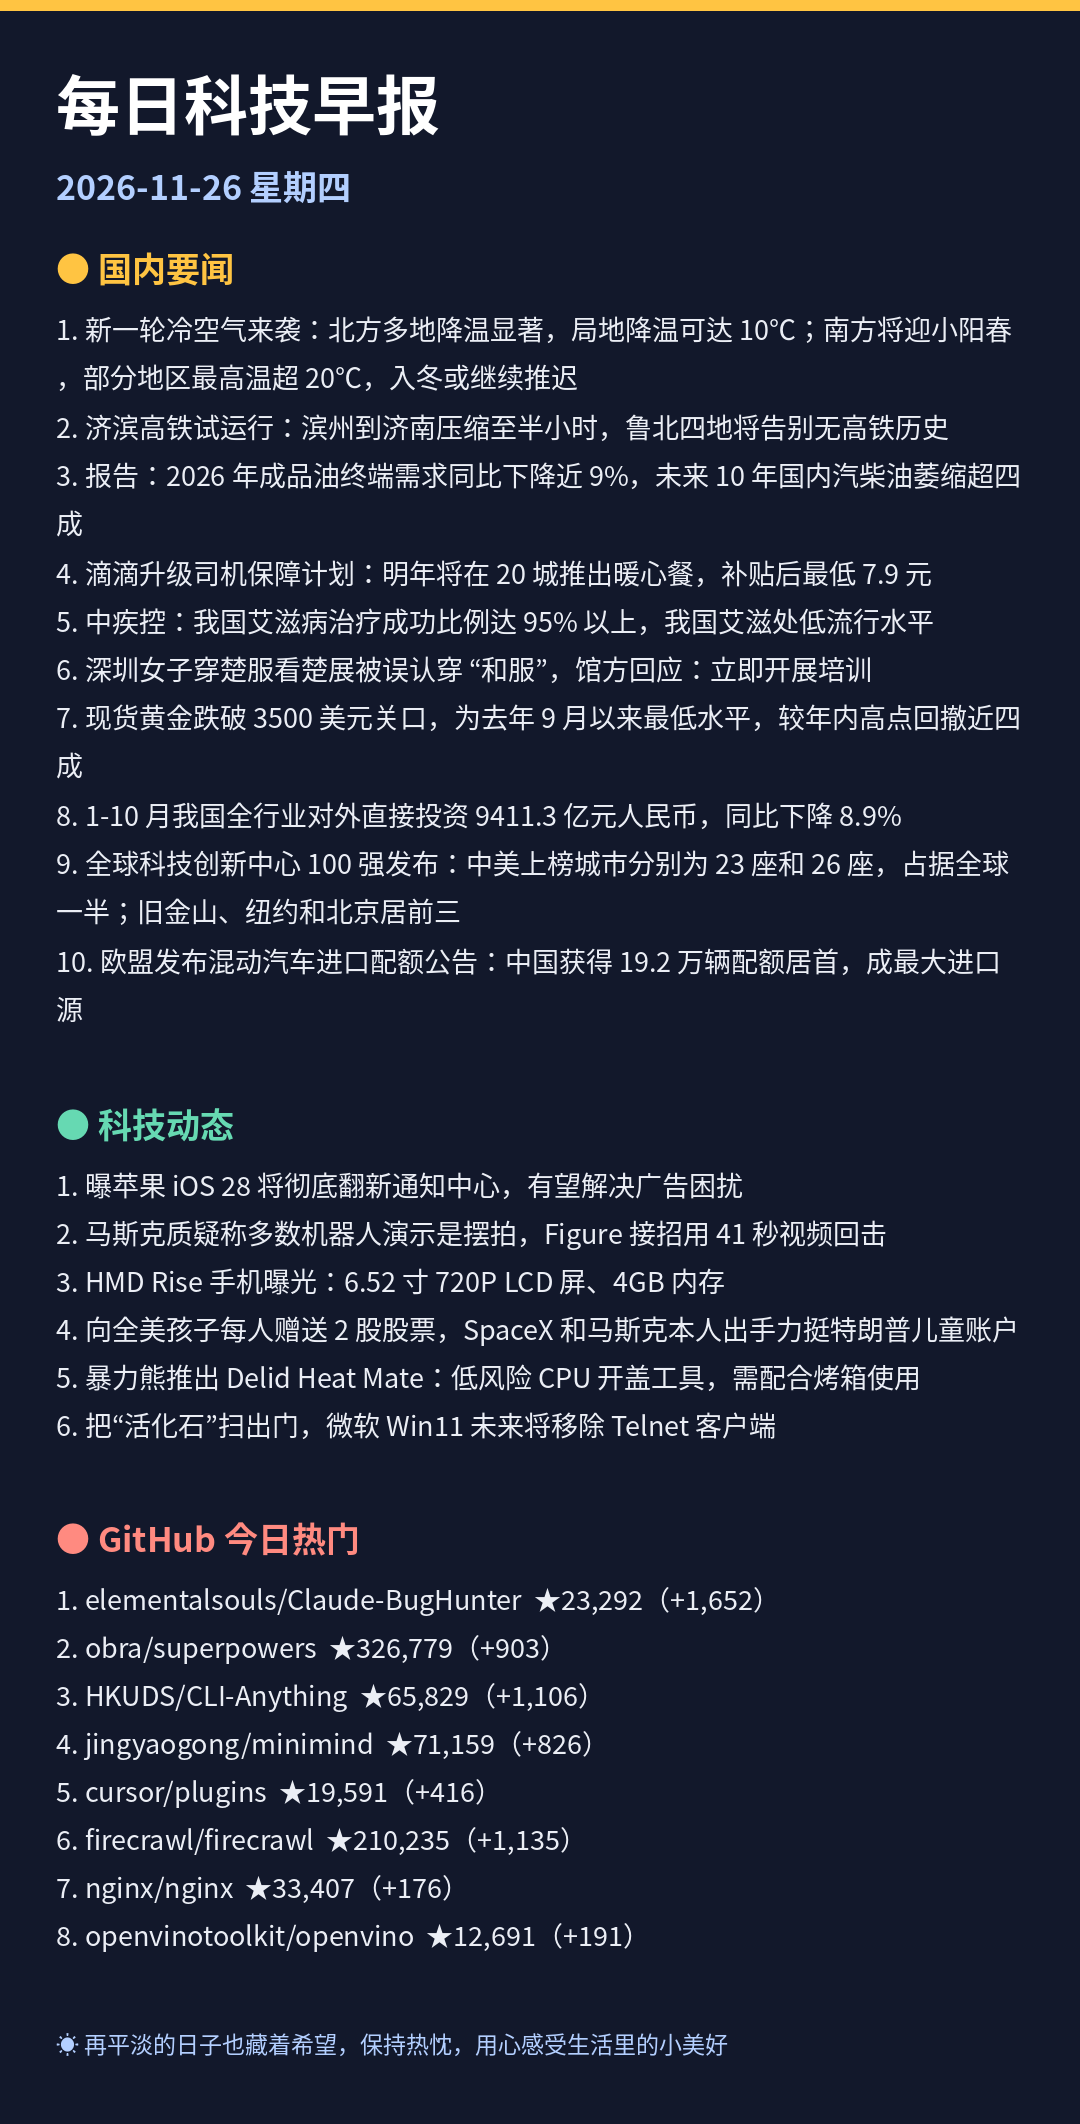 每日科技早报
2026-11-26 星期四
国内要闻
1. 新一轮冷空气来袭：北方多地降温显著，局地降温可达 10℃；南方将迎小阳春
，部分地区最高温超 20℃，入冬或继续推迟
2. 济滨高铁试运行：滨州到济南压缩至半小时，鲁北四地将告别无高铁历史
3. 报告：2026 年成品油终端需求同比下降近 9%，未来 10 年国内汽柴油萎缩超四
成
4. 滴滴升级司机保障计划：明年将在 20 城推出暖心餐，补贴后最低 7.9 元
5. 中疾控：我国艾滋病治疗成功比例达 95% 以上，我国艾滋处低流行水平
6. 深圳女子穿楚服看楚展被误认穿 “和服”，馆方回应：立即开展培训
7. 现货黄金跌破 3500 美元关口，为去年 9 月以来最低水平，较年内高点回撤近四
成
8. 1-10 月我国全行业对外直接投资 9411.3 亿元人民币，同比下降 8.9%
9. 全球科技创新中心 100 强发布：中美上榜城市分别为 23 座和 26 座，占据全球
一半；旧金山、纽约和北京居前三
10. 欧盟发布混动汽车进口配额公告：中国获得 19.2 万辆配额居首，成最大进口
源
科技动态
1. 曝苹果 iOS 28 将彻底翻新通知中心，有望解决广告困扰
2. 马斯克质疑称多数机器人演示是摆拍，Figure 接招用 41 秒视频回击
3. HMD Rise 手机曝光：6.52 寸 720P LCD 屏、4GB 内存
4. 向全美孩子每人赠送 2 股股票，SpaceX 和马斯克本人出手力挺特朗普儿童账户
5. 暴力熊推出 Delid Heat Mate：低风险 CPU 开盖工具，需配合烤箱使用
6. 把“活化石”扫出门，微软 Win11 未来将移除 Telnet 客户端
GitHub 今日热门
1. elementalsouls/Claude-BugHunter ★23,292（+1,652）
2. obra/superpowers ★326,779（+903）
3. HKUDS/CLI-Anything ★65,829（+1,106）
4. jingyaogong/minimind ★71,159（+826）
5. cursor/plugins ★19,591（+416）
6. firecrawl/firecrawl ★210,235（+1,135）
7. nginx/nginx ★33,407（+176）
8. openvinotoolkit/openvino ★12,691（+191）
☀ 再平淡的日子也藏着希望，保持热忱，用心感受生活里的小美好